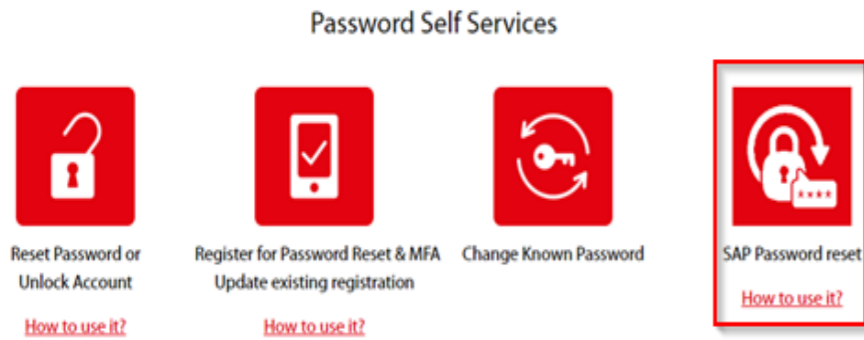 Password Self Services
****
Reset Password or
Unlock Account
How to use it?
Register for Password Reset & MFA
Update existing registration
How to use it?
Change Known Password
SAP Password reset
How to use it?